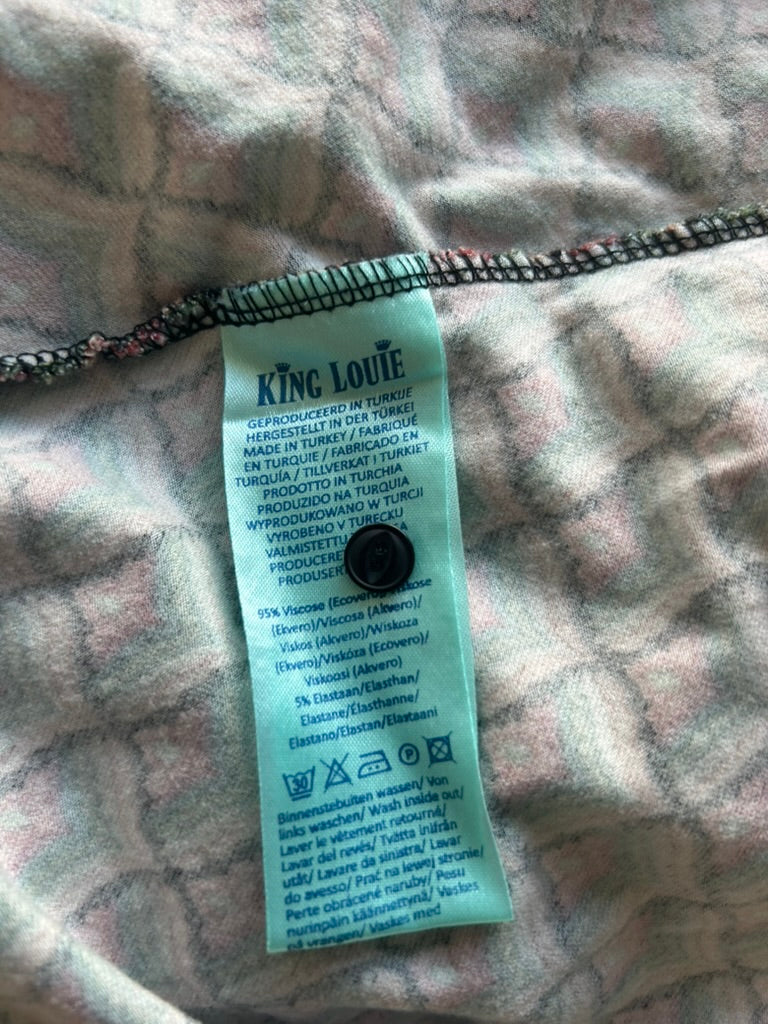 KING LOUIE
GEPRODUCEERD IN TURKIJE
HERGESTELLT IN DER TÜRKEI
MADE IN TURKEY / FABRIQUÉ
EN TURQUIE / FABRICADO EN
TURQUÍA / TILLVERKAT I TURKIET
PRODOTTO IN TURCHIA
PRODUZIDO NA TURQUIA
WYPRODUKOWANO W TURCJI
VYROBENO V TURECKU
VALMISTETTU
95% Viscose
(Ekvero)/Viscosa (Akvero)/
Viskos (Akvero)/Wiskoza
(Ekvero)/Viskóza (Ecovero)/
Viskoosi (Akvero)
5% Elastaan/Elasthan/
Elastane/Élasthanne/
Elastano/Elastan/Elastaani
30 P
Binnenstebuiten wassen/ Von
links waschen/ Wash inside out/
Laver le vêtement retourné/
Lavar del revés/ Tvätta inifrån
utåt/ Lavare da sinistra/ Lavar
do avesso/ Prać na lewej stronie/
Perte obrácené naruby/ Pesu
nurinpäin käännettynä/ Vaskes
på vrangen/ Vaskes med